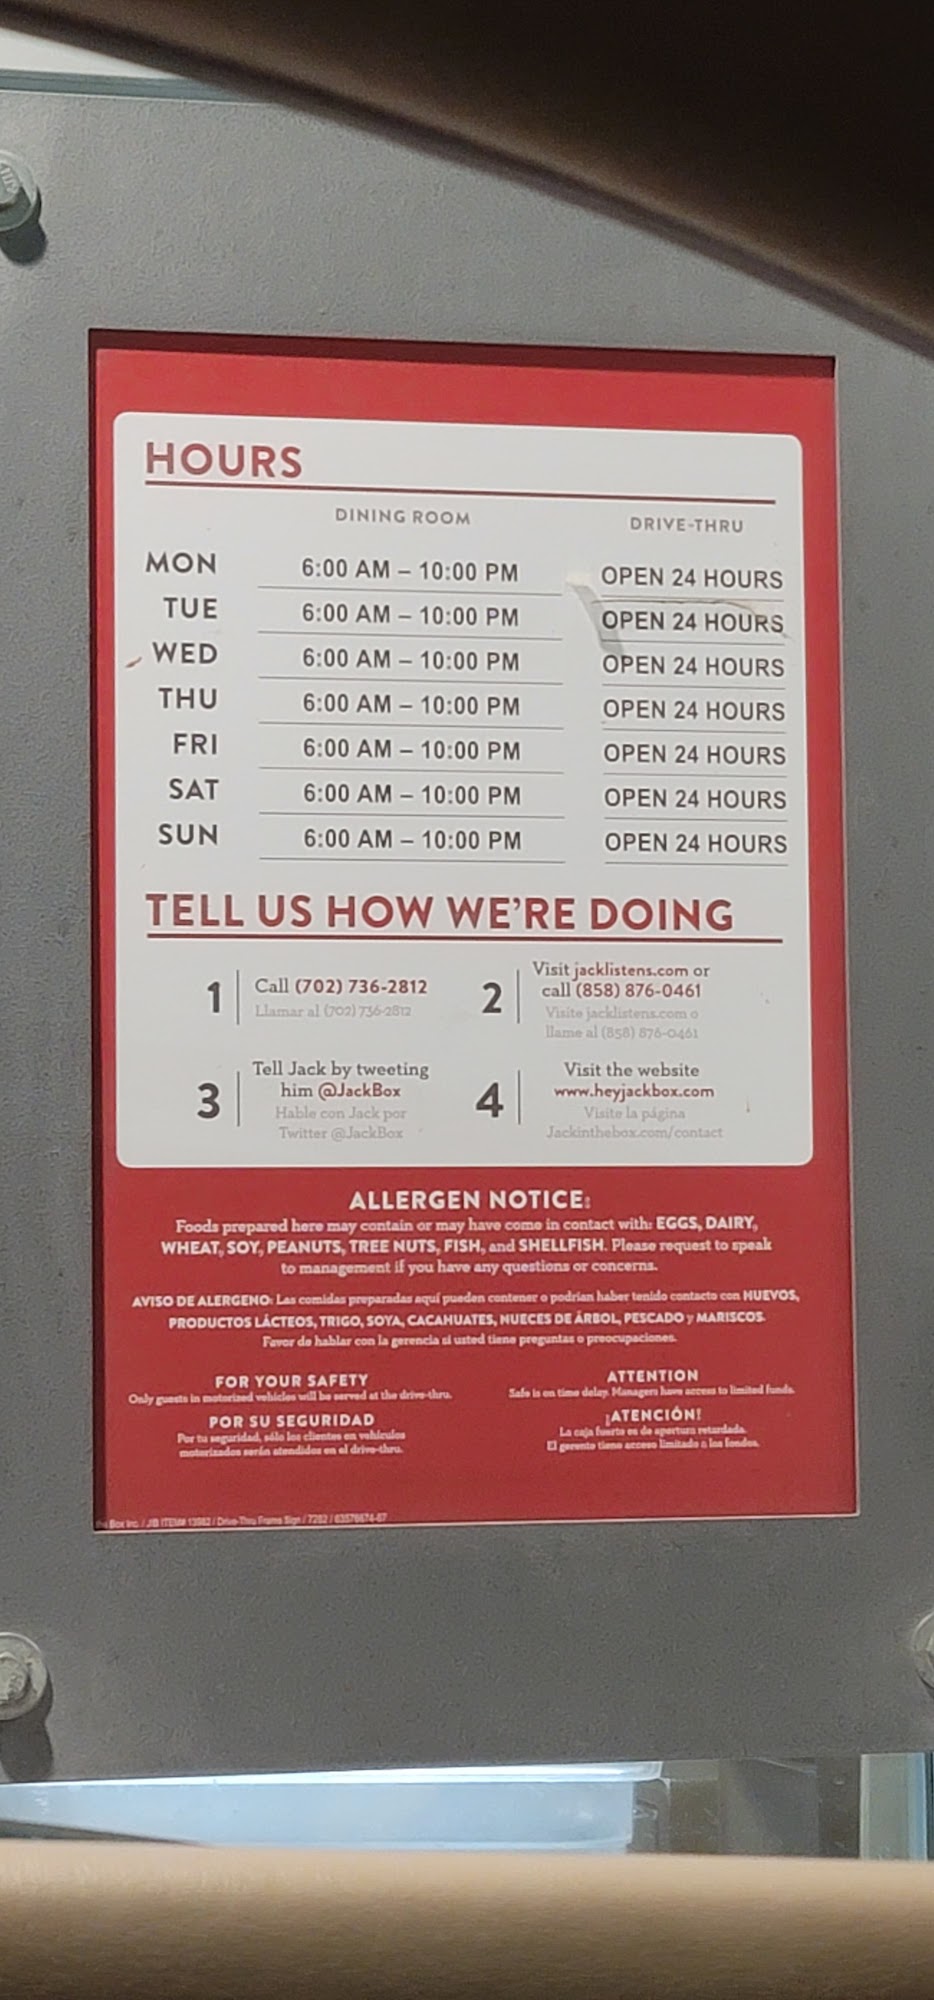 HOURS
DINING ROOM DRIVE-THRU
MON 6:00 AM – 10:00 PM OPEN 24 HOURS
TUE 6:00 AM – 10:00 PM OPEN 24 HOURS
WED 6:00 AM – 10:00 PM OPEN 24 HOURS
THU 6:00 AM – 10:00 PM OPEN 24 HOURS
FRI 6:00 AM – 10:00 PM OPEN 24 HOURS
SAT 6:00 AM – 10:00 PM OPEN 24 HOURS
SUN 6:00 AM – 10:00 PM OPEN 24 HOURS
TELL US HOW WE'RE DOING
1
Call (702) 736-2812
Llamar al (702) 736-2812
2
Visit jacklistens.com or
call (858) 876-0461
Visite jacklistens.com o
llame al (858) 876-0461
3
Tell Jack by tweeting
him @JackBox
Hable con Jack por
Twitter @JackBox
4
Visit the website
www.heyjackbox.com
Visite la página
Jackinthebox.com/contact
ALLERGEN NOTICE:
Foods prepared here may contain or may have come in contact with: EGGS, DAIRY,
WHEAT, SOY, PEANUTS, TREE NUTS, FISH, and SHELLFISH. Please request to speak
to management if you have any questions or concerns.
AVISO DE ALERGENO: Las comidas preparadas aquí pueden contener o podrían haber tenido contacto con HUEVOS,
PRODUCTOS LÁCTEOS, TRIGO, SOYA, CACAHUATES, NUECES DE ÁRBOL, PESCADO y MARISCOS.
Favor de hablar con la gerencia si usted tiene preguntas o preocupaciones.
FOR YOUR SAFETY
Only guests in motorized vehicles will be served at the drive-thru.
POR SU SEGURIDAD
Por tu seguridad, sólo los clientes en vehículos
motorizados serán atendidos en el drive-thru.
ATTENTION
Safe is on time delay. Managers have access to limited funds.
¡ATENCIÓN!
La caja fuerte es de apertura retardada.
El gerente tiene acceso limitado a los fondos.
Box Inc. / JIB ITEM# 13982 / Drive-Thru Frame Sign / 7282 /